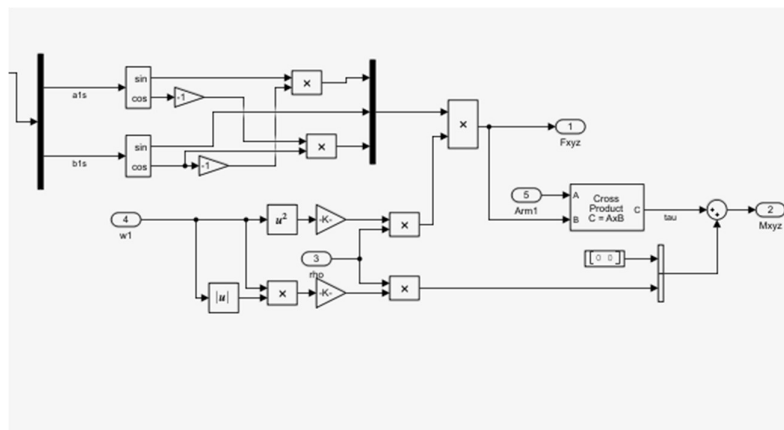 sin
cos
a1s
-1
×
sin
cos
b1s
-1
×
×
1
Fxyz
5
Arm1
A
B
Cross
Product
C = AxB
C
tau
2
Mxyz
4
w1
u²
-K-
×
3
rho
[0 0]
|u|
×
-K-
×